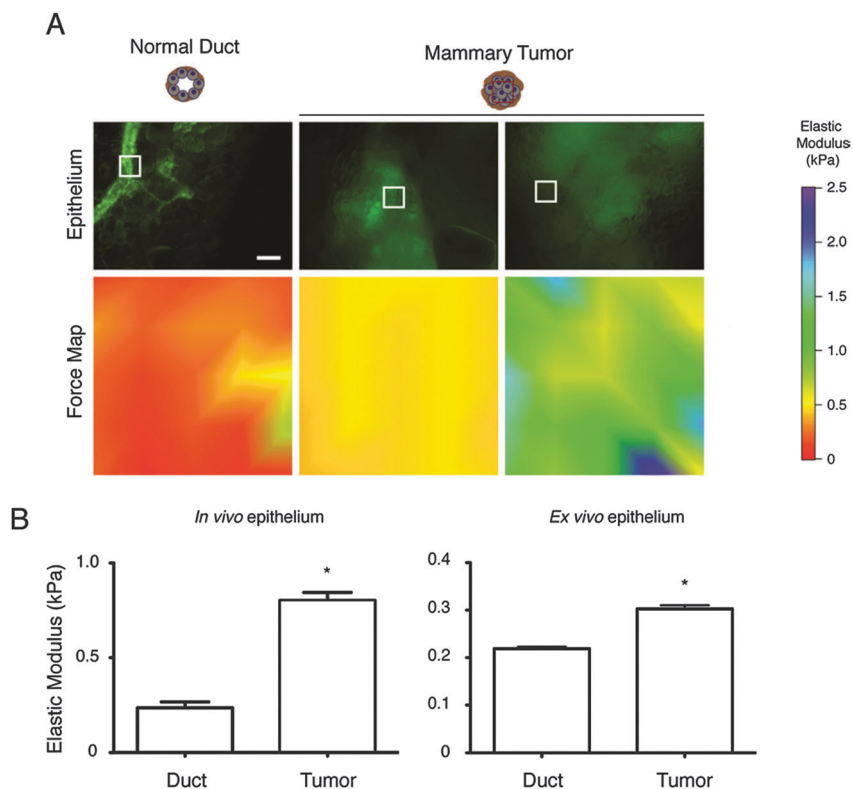 A
Normal Duct
Mammary Tumor
Epithelium
Force Map
Elastic
Modulus
(kPa)
2.5
2.0
1.5
1.0
0.5
0
B
In vivo epithelium
Ex vivo epithelium
Elastic Modulus (kPa)
1.0
0.5
0
Duct
Tumor
*
0.4
0.3
0.2
0.1
0
Duct
Tumor
*